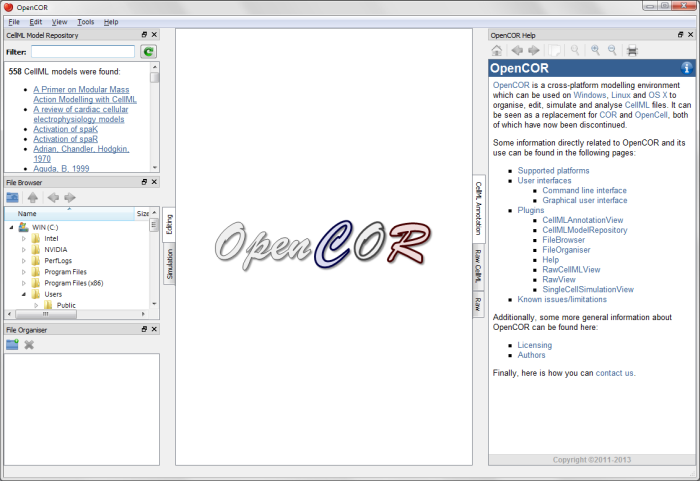 OpenCOR
File Edit View Tools Help
CellML Model Repository
Filter:
558 CellML models were found:
A Primer on Modular Mass
Action Modelling with CellML
A review of cardiac cellular
electrophysiology models
Activation of spaK
Activation of spaR
Adrian, Chandler, Hodgkin,
1970
Aguda, B, 1999
File Browser
Name Size
WIN (C:)
Intel
NVIDIA
PerfLogs
Program Files
Program Files (x86)
Users
Public
File Organiser
Editing
Simulation
OpenCOR
CellML Annotation
Raw CellML
Raw
OpenCOR Help
OpenCOR
OpenCOR is a cross-platform modelling environment
which can be used on Windows, Linux and OS X to
organise, edit, simulate and analyse CellML files. It can
be seen as a replacement for COR and OpenCell, both
of which have now been discontinued.
Some information directly related to OpenCOR and its
use can be found in the following pages:
Supported platforms
User interfaces
Command line interface
Graphical user interface
Plugins
CellMLAnnotationView
CellMLModelRepository
FileBrowser
FileOrganiser
Help
RawCellMLView
RawView
SingleCellSimulationView
Known issues/limitations
Additionally, some more general information about
OpenCOR can be found here:
Licensing
Authors
Finally, here is how you can contact us.
Copyright ©2011-2013